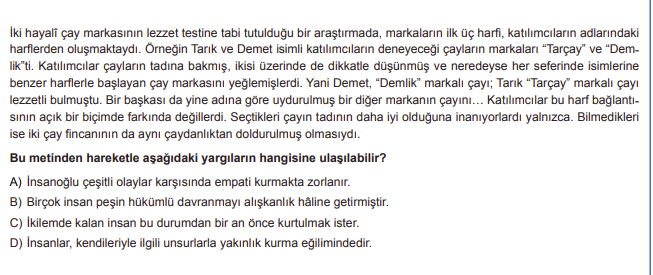 İki hayalî çay markasının lezzet testine tabi tutulduğu bir araştırmada, markaların ilk üç harfi, katılımcıların adlarındaki
harflerden oluşmaktaydı. Örneğin Tarık ve Demet isimli katılımcıların deneyeceği çayların markaları “Tarçay” ve “Dem-
lik”ti. Katılımcılar çayların tadına bakmış, ikisi üzerinde de dikkatle düşünmüş ve neredeyse her seferinde isimlerine
benzer harflerle başlayan çay markasını yeğlemişlerdi. Yani Demet, “Demlik” markalı çayı; Tarık “Tarçay” markalı çayı
lezzetli bulmuştu. Bir başkası da yine adına göre uydurulmuş bir diğer markanın çayını... Katılımcılar bu harf bağlantı-
sının açık bir biçimde farkında değillerdi. Seçtikleri çayın tadının daha iyi olduğuna inanıyorlardı yalnızca. Bilmedikleri
ise iki çay fincanının da aynı çaydanlıktan doldurulmuş olmasıydı.
Bu metinden hareketle aşağıdaki yargıların hangisine ulaşılabilir?
A) İnsanoğlu çeşitli olaylar karşısında empati kurmakta zorlanır.
B) Birçok insan peşin hükümlü davranmayı alışkanlık hâline getirmiştir.
C) İkilemde kalan insan bu durumdan bir an önce kurtulmak ister.
D) İnsanlar, kendileriyle ilgili unsurlarla yakınlık kurma eğilimindedir.